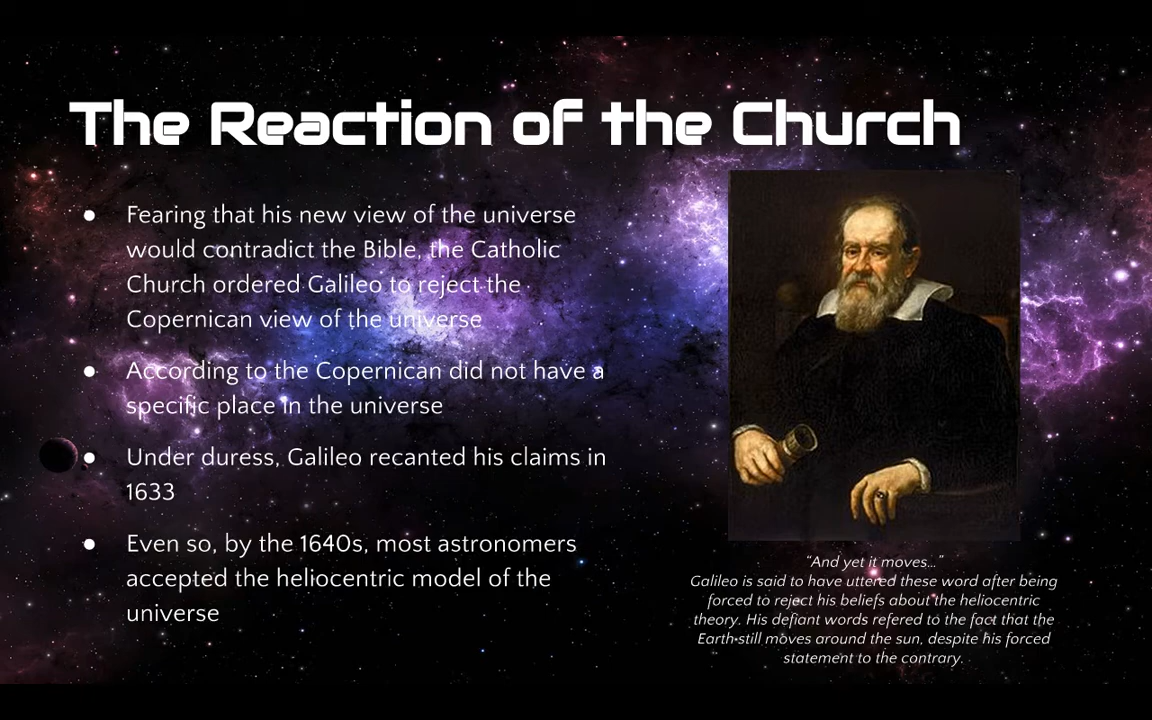 The Reaction of the Church
● Fearing that his new view of the universe
would contradict the Bible, the Catholic
Church ordered Galileo to reject the
Copernican view of the universe
● According to the Copernican did not have a
specific place in the universe
● Under duress, Galileo recanted his claims in
1633
● Even so, by the 1640s, most astronomers
accepted the heliocentric model of the
universe
“And yet it moves...”
Galileo is said to have uttered these word after being
forced to reject his beliefs about the heliocentric
theory. His defiant words refered to the fact that the
Earth still moves around the sun, despite his forced
statement to the contrary.